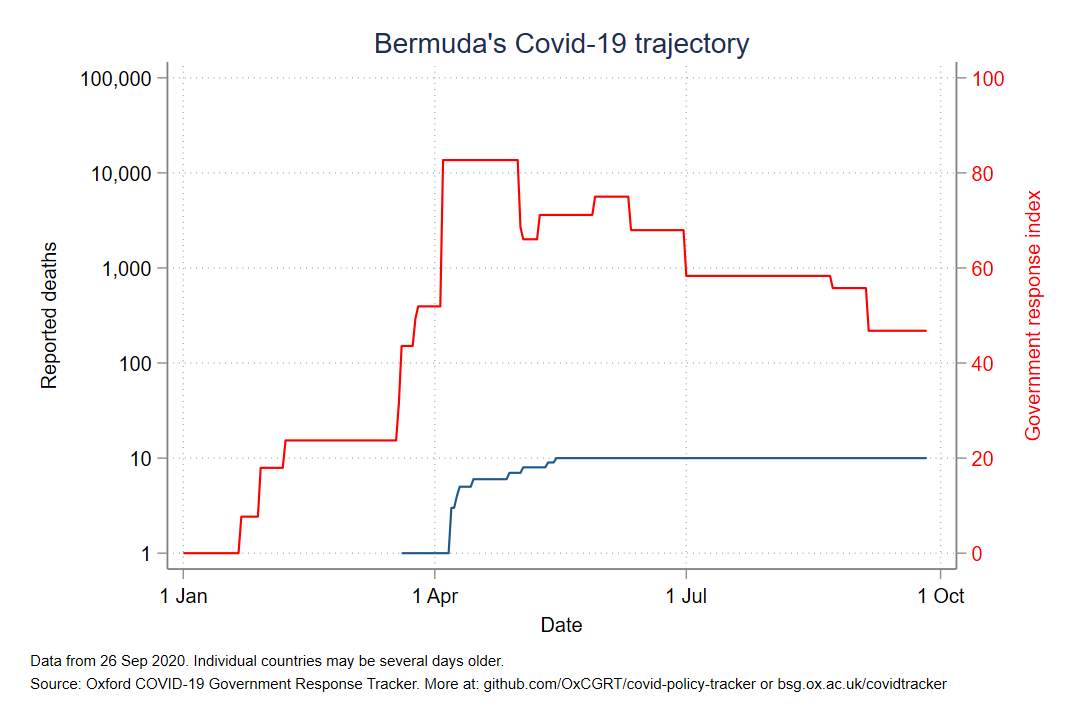 Bermuda's Covid-19 trajectory
100,000
10,000
1,000
100
10
1
Reported deaths
100
80
60
40
20
0
Government response index
1 Jan
1 Apr
1 Jul
1 Oct
Date
Data from 26 Sep 2020. Individual countries may be several days older.
Source: Oxford COVID-19 Government Response Tracker. More at: github.com/OxCGRT/covid-policy-tracker or bsg.ox.ac.uk/covidtracker